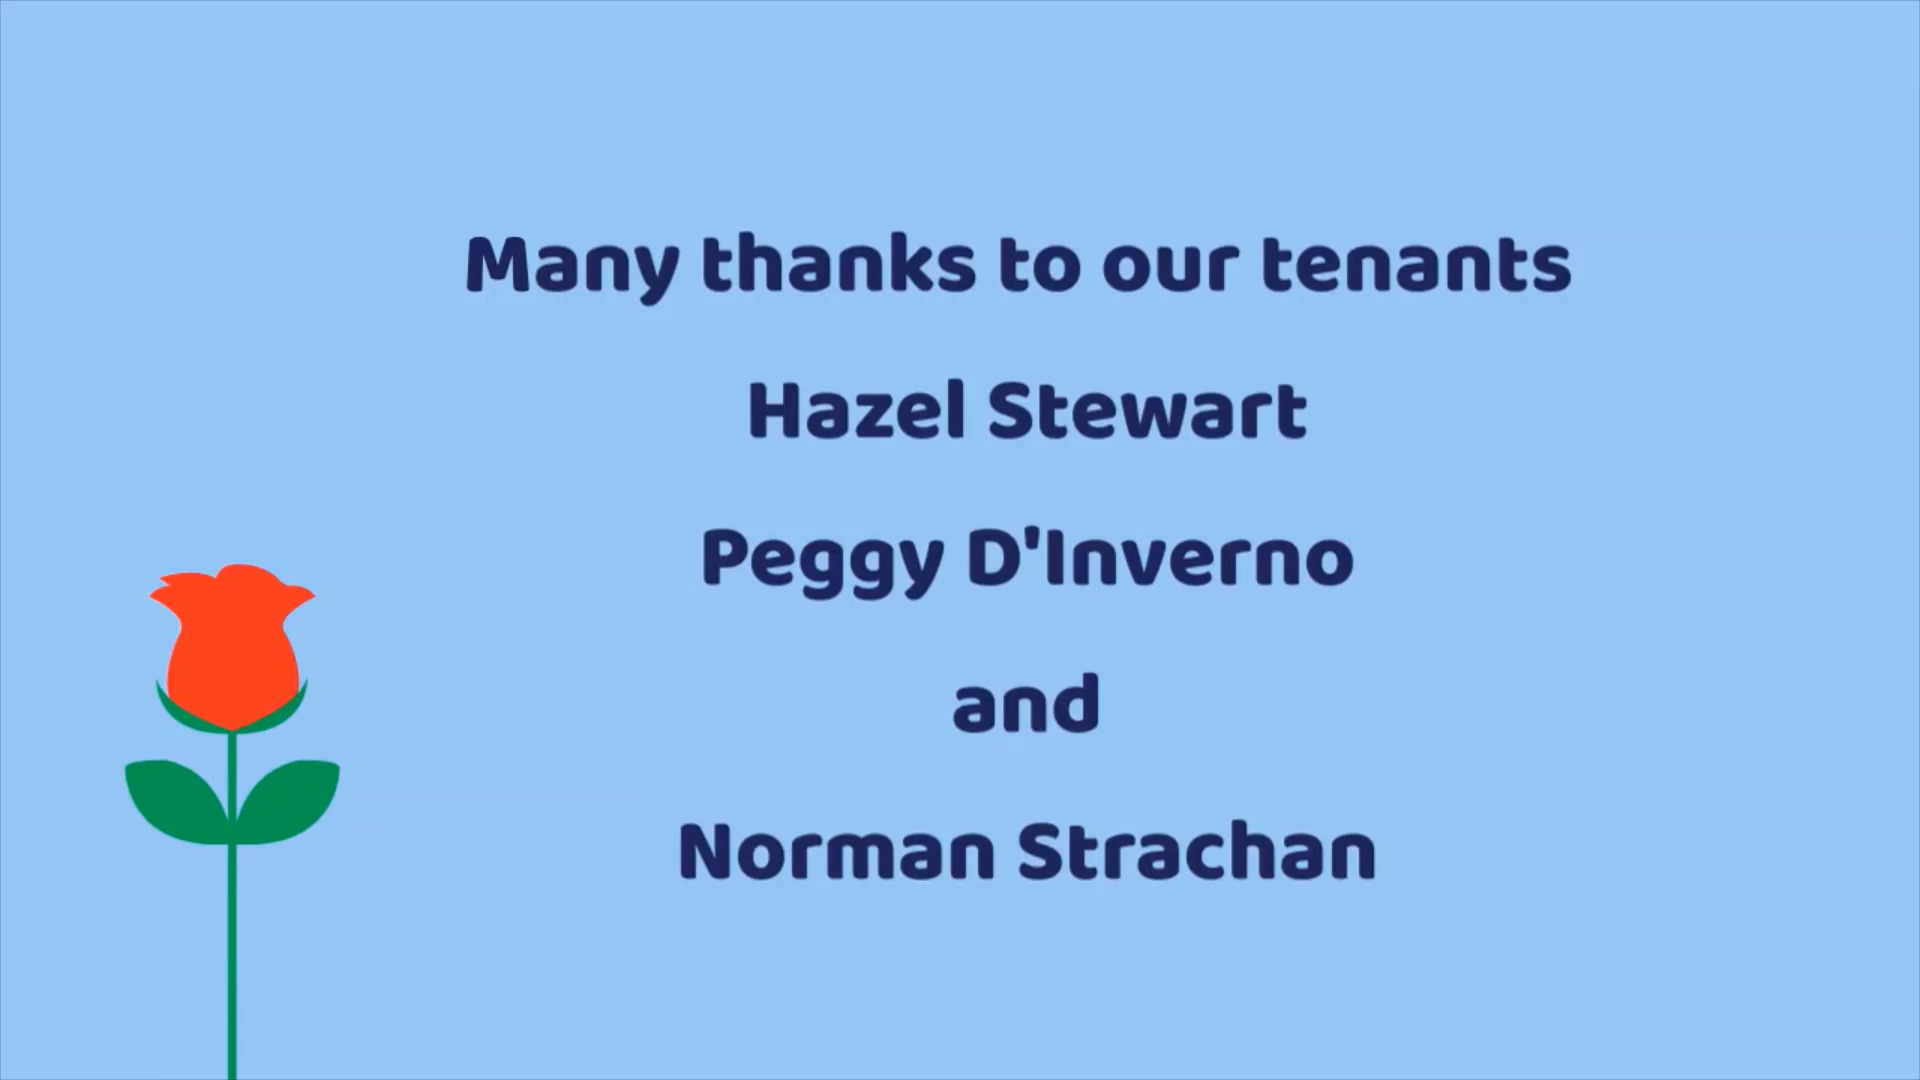 Many thanks to our tenants
Hazel Stewart
Peggy D'Inverno
and
Norman Strachan